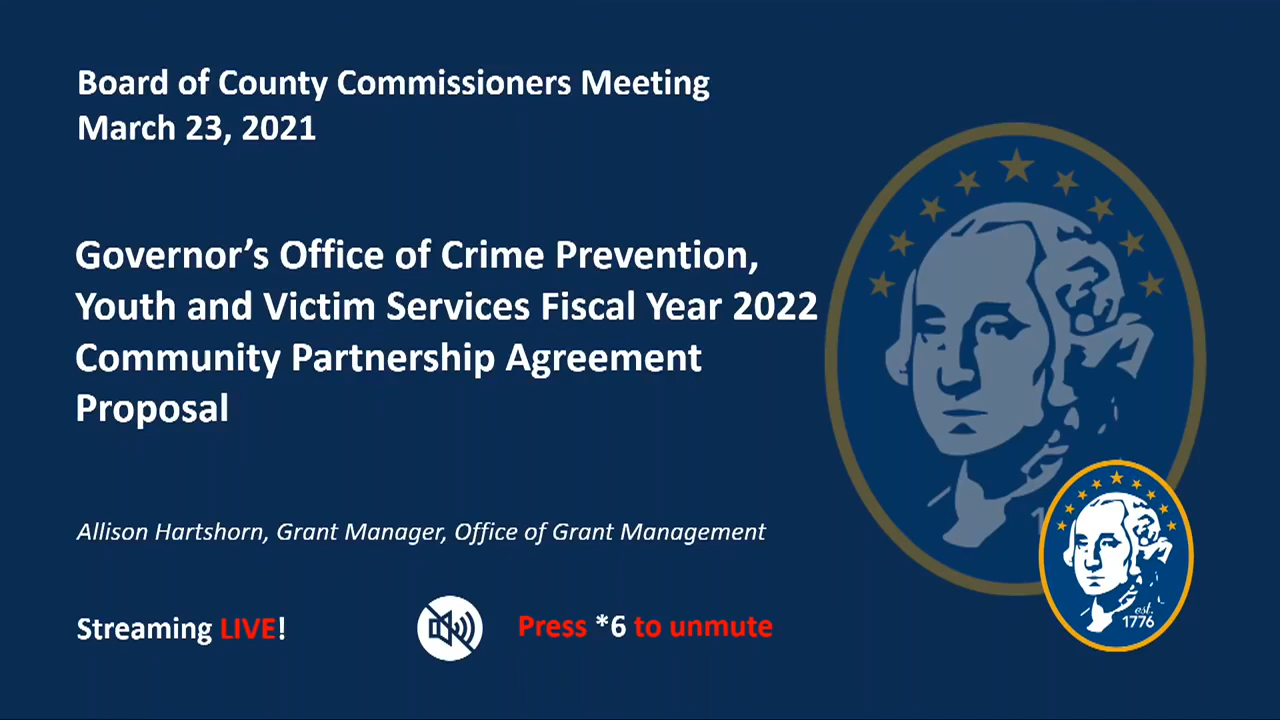 Board of County Commissioners Meeting
March 23, 2021
Governor's Office of Crime Prevention,
Youth and Victim Services Fiscal Year 2022
Community Partnership Agreement
Proposal
Allison Hartshorn, Grant Manager, Office of Grant Management
Streaming LIVE!
Press *6 to unmute
est.
1776